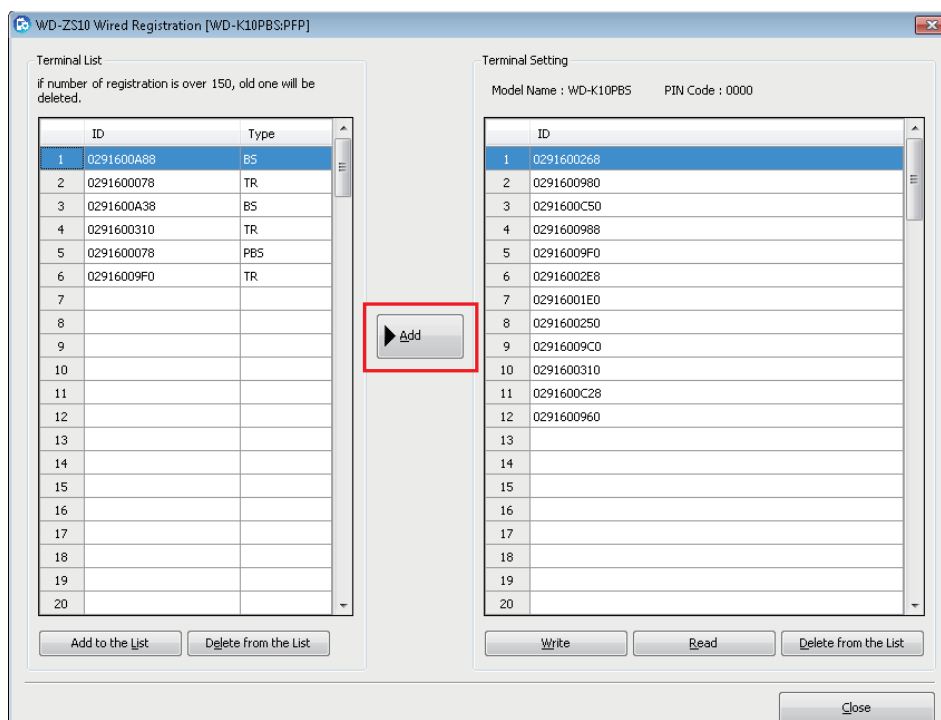 WD-ZS10 Wired Registration [WD-K10PBS:PFP]
Terminal List
if number of registration is over 150, old one will be
deleted.
ID Type
1 0291600A88 BS
2 0291600078 TR
3 0291600A38 BS
4 0291600310 TR
5 0291600078 PBS
6 02916009F0 TR
7
8
9
10
11
12
13
14
15
16
17
18
19
20
Add to the List Delete from the List
Add
Terminal Setting
Model Name : WD-K10PBS PIN Code : 0000
ID
1 0291600268
2 0291600980
3 0291600C50
4 0291600988
5 02916009F0
6 02916002E8
7 02916001E0
8 0291600250
9 02916009C0
10 0291600310
11 0291600C28
12 0291600960
13
14
15
16
17
18
19
20
Write Read Delete from the List
Close